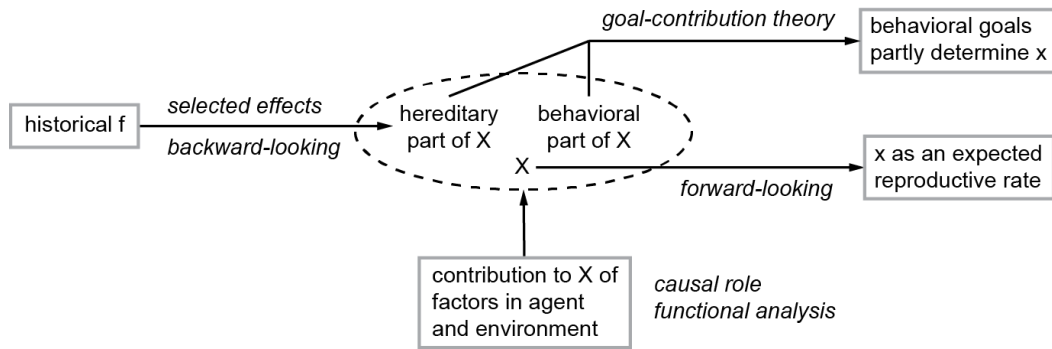 goal-contribution theory
behavioral goals
partly determine x
historical f
selected effects
backward-looking
hereditary
part of X
behavioral
part of X
X
forward-looking
x as an expected
reproductive rate
contribution to X of
factors in agent
and environment
causal role
functional analysis